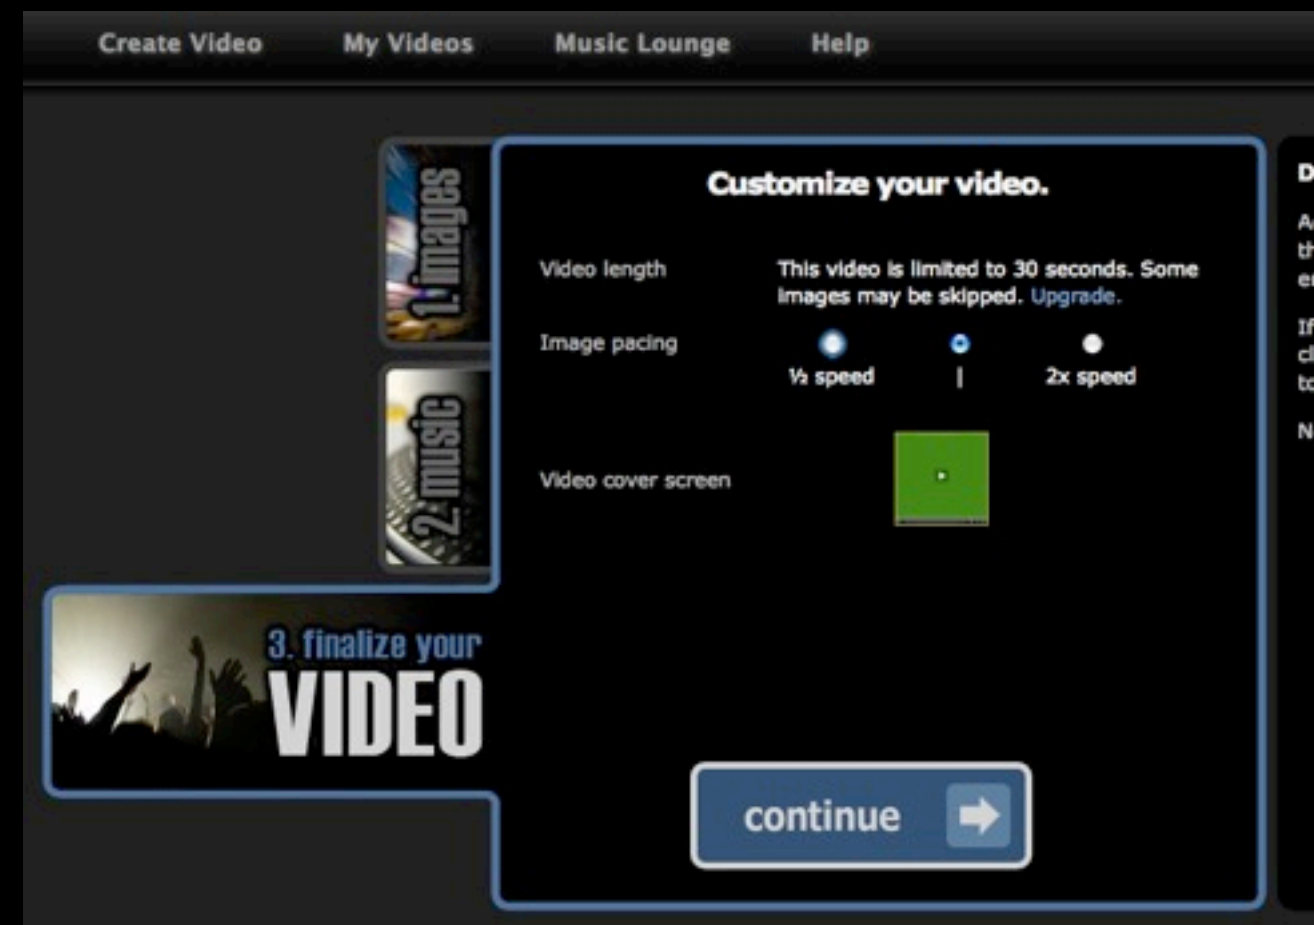 Create Video My Videos Music Lounge Help
1. images
2. music
3. finalize your
VIDEO
Customize your video.
Video length
This video is limited to 30 seconds. Some
images may be skipped. Upgrade.
Image pacing
½ speed | 2x speed
Video cover screen
continue
If